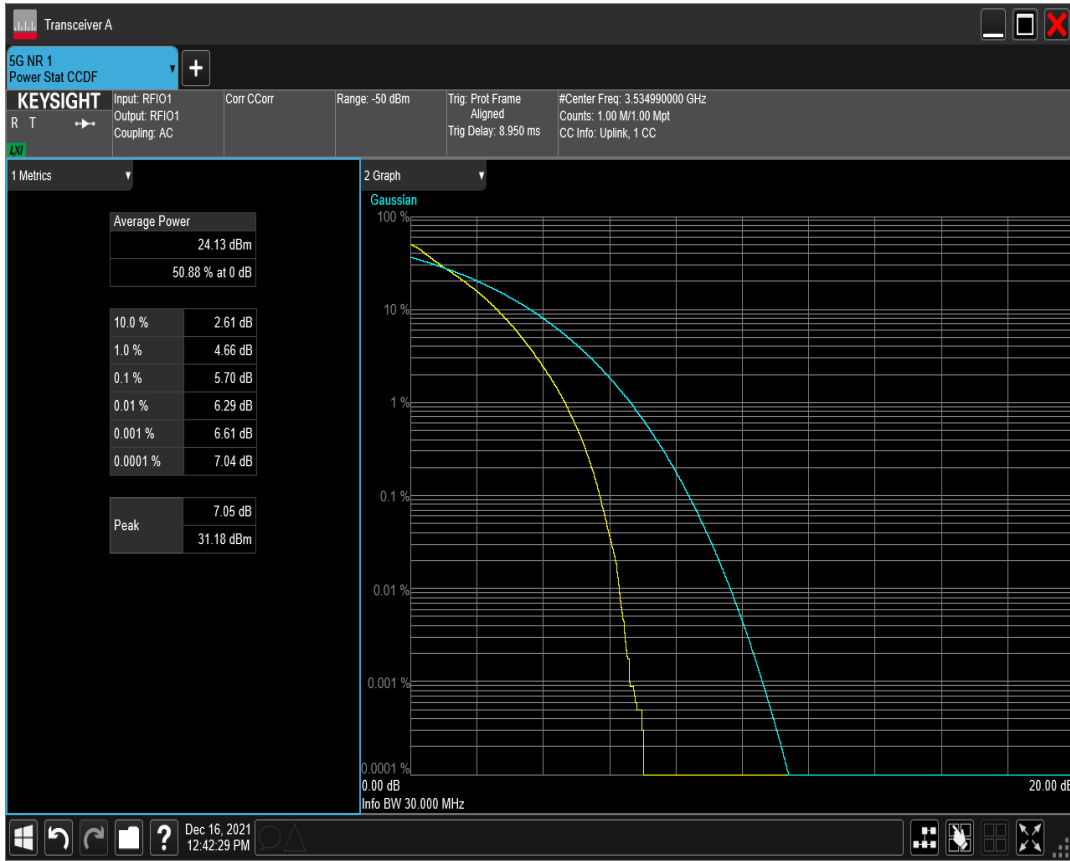 Transceiver A
5G NR 1
Power Stat CCDF
KEYSIGHT
R T
LXI
Input: RFIO1
Output: RFIO1
Coupling: AC
Corr CCorr
Range: -50 dBm
Trig: Prot Frame
Aligned
Trig Delay: 8.950 ms
#Center Freq: 3.534990000 GHz
Counts: 1.00 M/1.00 Mpt
CC Info: Uplink, 1 CC
1 Metrics
Average Power
24.13 dBm
50.88 % at 0 dB
10.0 % 2.61 dB
1.0 % 4.66 dB
0.1 % 5.70 dB
0.01 % 6.29 dB
0.001 % 6.61 dB
0.0001 % 7.04 dB
Peak
7.05 dB
31.18 dBm
2 Graph
Gaussian
100 %
10 %
1 %
0.1 %
0.01 %
0.001 %
0.0001 %
0.00 dB
20.00 dB
Info BW 30.000 MHz
?
Dec 16, 2021
12:42:29 PM